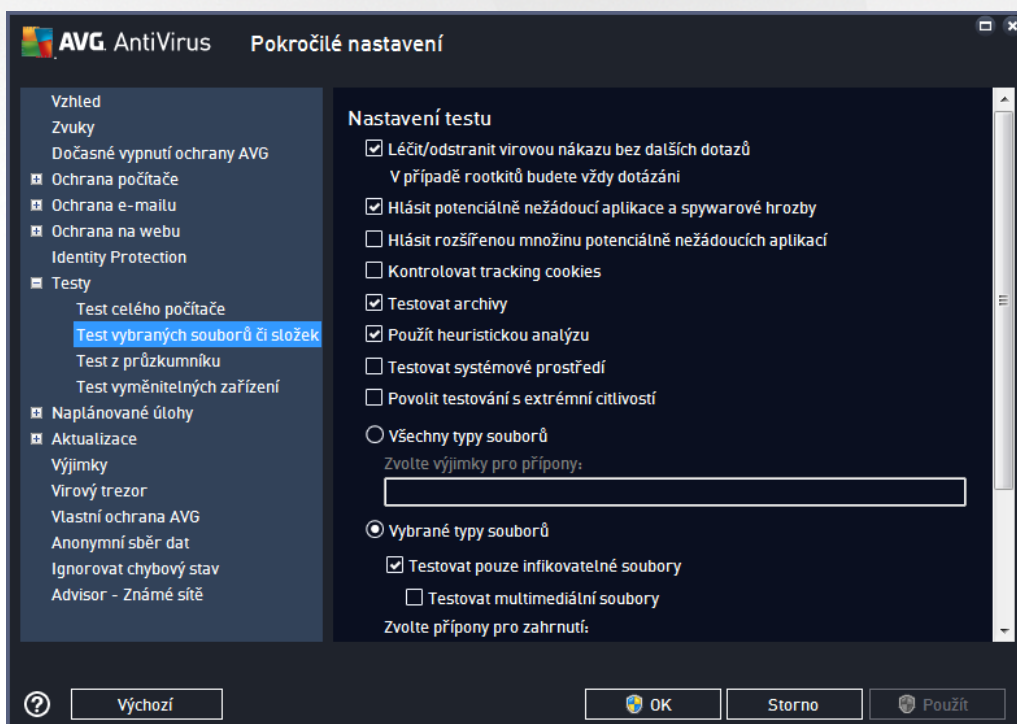 AVG. AntiVirus Pokročilé nastavení
Vzhled
Zvuky
Dočasné vypnutí ochrany AVG
Ochrana počítače
Ochrana e-mailu
Ochrana na webu
Identity Protection
Testy
Test celého počítače
Test vybraných souborů či složek
Test z průzkumníku
Test vyměnitelných zařízení
Naplánované úlohy
Aktualizace
Výjimky
Virový trezor
Vlastní ochrana AVG
Anonymní sběr dat
Ignorovat chybový stav
Advisor - Známé sítě
Nastavení testu
Léčit/odstranit virovou nákazu bez dalších dotazů
V případě rootkitů budete vždy dotázáni
Hlásit potenciálně nežádoucí aplikace a spywarové hrozby
Hlásit rozšířenou množinu potenciálně nežádoucích aplikací
Kontrolovat tracking cookies
Testovat archivy
Použít heuristickou analýzu
Testovat systémové prostředí
Povolit testování s extrémní citlivostí
Všechny typy souborů
Zvolte výjimky pro přípony:
Vybrané typy souborů
Testovat pouze infikovatelné soubory
Testovat multimediální soubory
Zvolte přípony pro zahrnutí:
? Výchozí OK Storno Použít